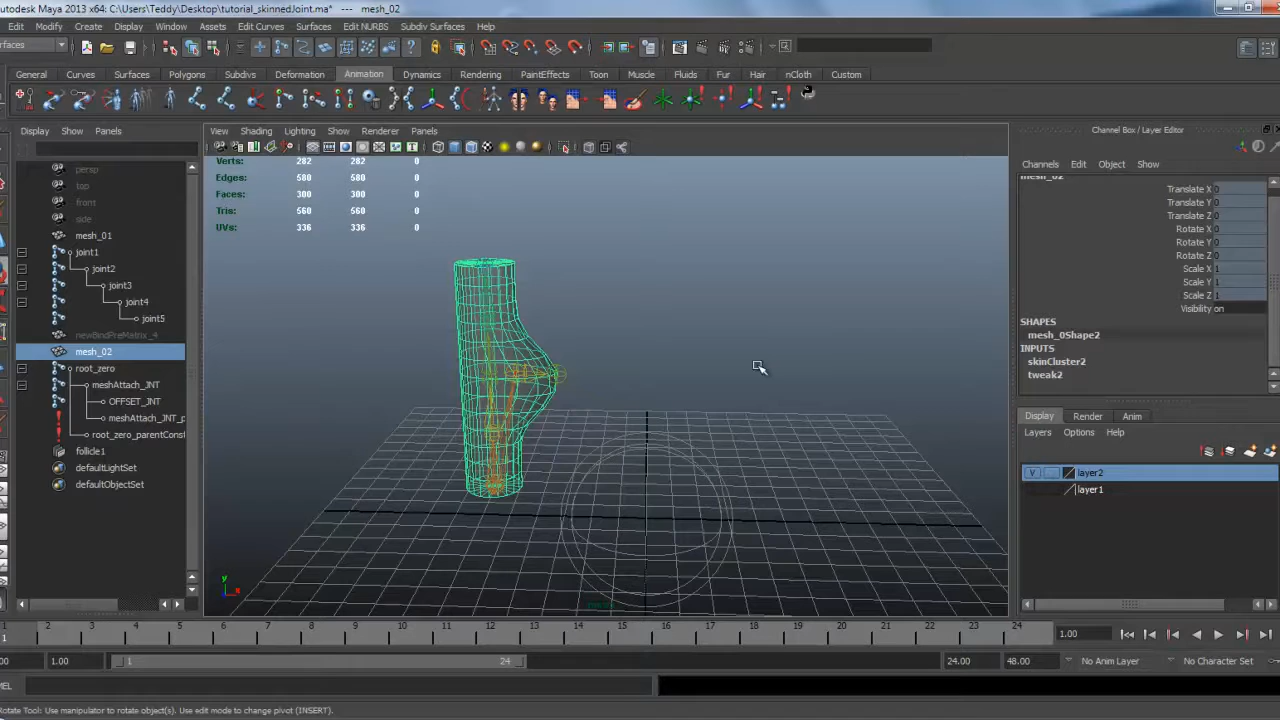 Autodesk Maya 2013 x64: C:\Users\Teddy\Desktop\tutorial_skinnedJoint.ma* --- mesh_02
Edit Modify Create Display Window Assets Edit Curves Surfaces Edit NURBS Subdiv Surfaces Help
General Curves Surfaces Polygons Subdivs Deformation Animation Dynamics Rendering PaintEffects Toon Muscle Fluids Fur Hair nCloth Custom
Display Show Panels
View Shading Lighting Show Renderer Panels
Channel Box / Layer Editor
Channels Edit Object Show
Verts: 282 282 0
Edges: 580 580 0
Faces: 300 300 0
Tris: 560 560 0
UVs: 336 336 0
persp
top
front
side
mesh_01
joint1
joint2
joint3
joint4
joint5
newBindPreMatrix_4
mesh_02
root_zero
meshAttach_JNT
OFFSET_JNT
meshAttach_JNT_p
root_zero_parentConst
follicle1
defaultLightSet
defaultObjectSet
mesh_02
Translate X 0
Translate Y 0
Translate Z 0
Rotate X 0
Rotate Y 0
Rotate Z 0
Scale X 1
Scale Y 1
Scale Z 1
Visibility on
SHAPES
mesh_0Shape2
INPUTS
skinCluster2
tweak2
Display Render Anim
Layers Options Help
V layer2
layer1
y
x
1 2 3 4 5 6 7 8 9 10 11 12 13 14 15 16 17 18 19 20 21 22 23 24
1 1.00
1.00 1 24 24.00 48.00 No Anim Layer No Character Set
MEL
Rotate Tool: Use manipulator to rotate object(s). Use edit mode to change pivot (INSERT).